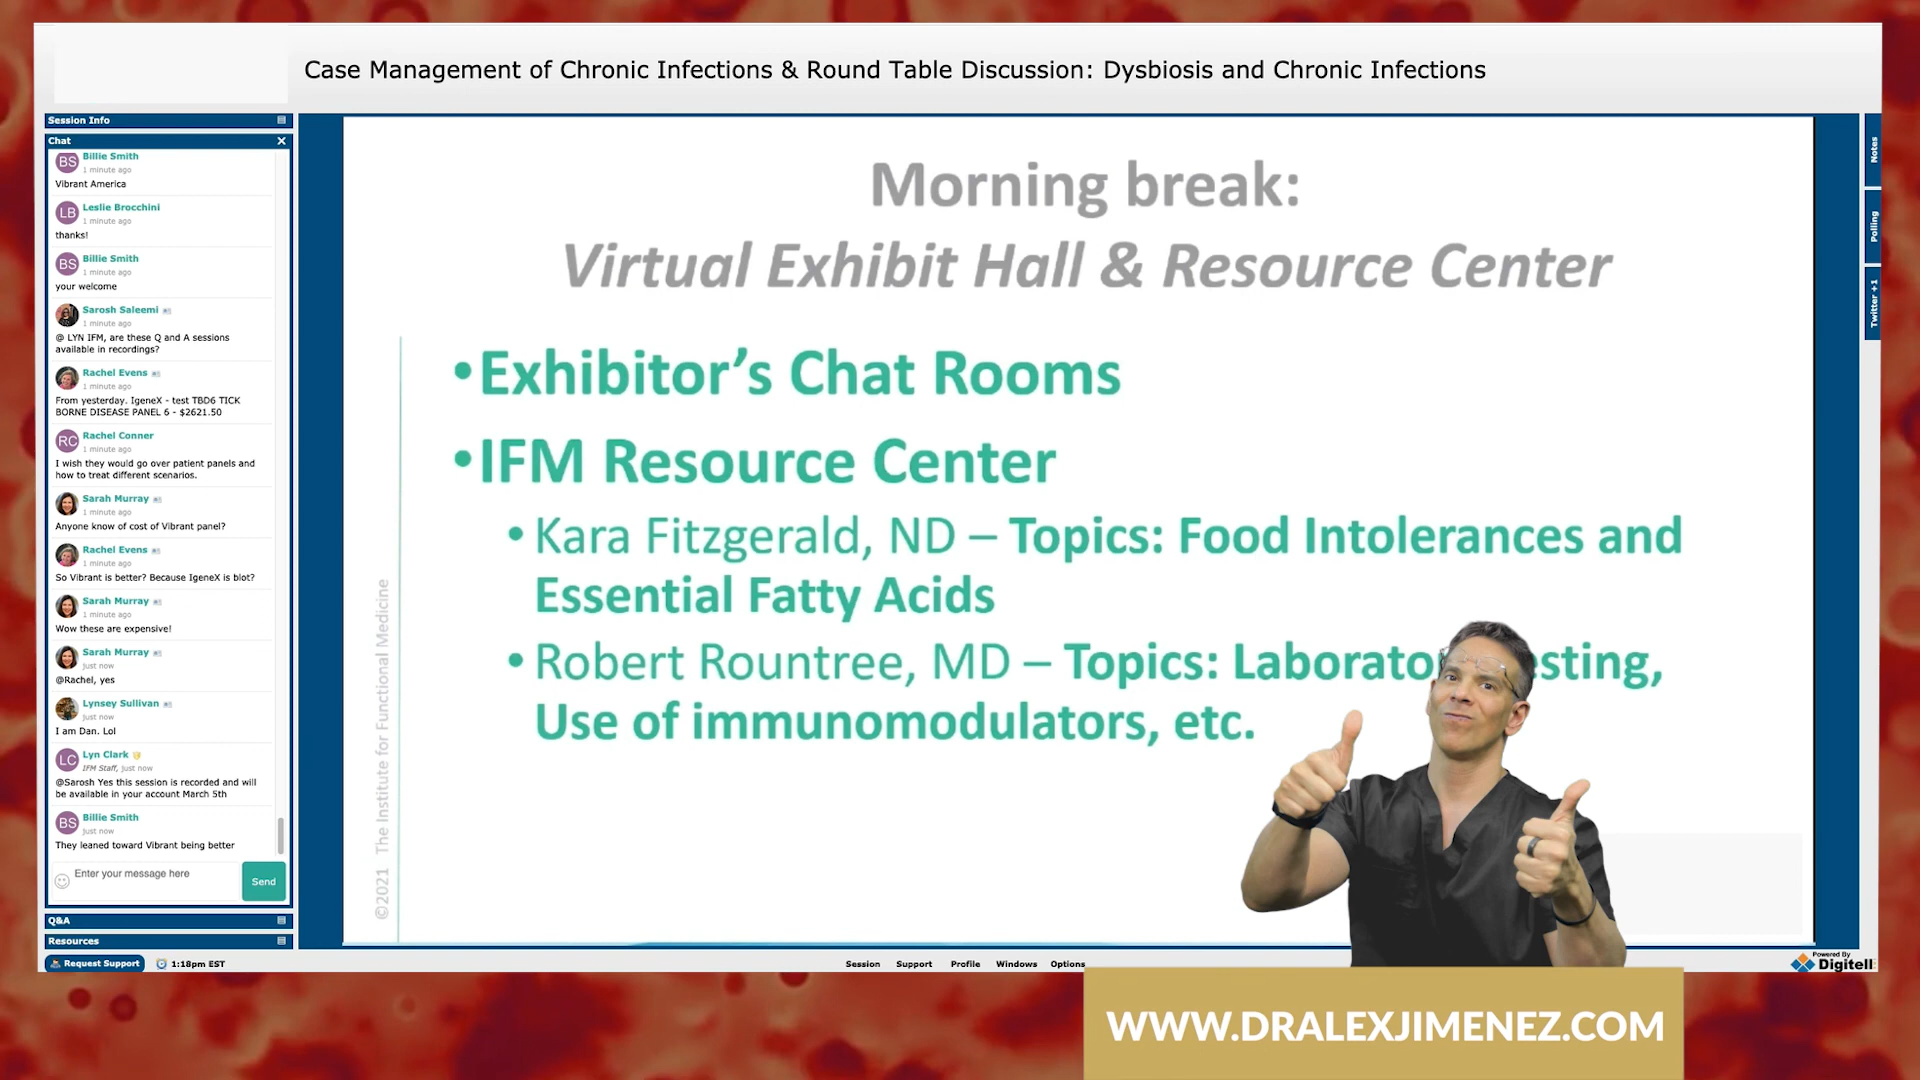 Case Management of Chronic Infections & Round Table Discussion: Dysbiosis and Chronic Infections
Session Info
Chat
BS
Billie Smith
1 minute ago
Vibrant America
LB
Leslie Brocchini
1 minute ago
thanks!
BS
Billie Smith
1 minute ago
your welcome
Sarosh Saleemi
1 minute ago
@ LYN IFM, are these Q and A sessions
available in recordings?
Rachel Evens
1 minute ago
From yesterday. IgeneX - test TBD6 TICK
BORNE DISEASE PANEL 6 - $2621.50
RC
Rachel Conner
1 minute ago
I wish they would go over patient panels and
how to treat different scenarios.
Sarah Murray
1 minute ago
Anyone know of cost of Vibrant panel?
Rachel Evens
1 minute ago
So Vibrant is better? Because IgeneX is blot?
Sarah Murray
1 minute ago
Wow these are expensive!
Sarah Murray
just now
@Rachel, yes
Lynsey Sullivan
just now
I am Dan. Lol
LC
Lyn Clark
IFM Staff, just now
@Sarosh Yes this session is recorded and will
be available in your account March 5th
BS
Billie Smith
just now
They leaned toward Vibrant being better
Enter your message here
Send
Q&A
Resources
Request Support
1:18pm EST
Morning break:
Virtual Exhibit Hall & Resource Center
•Exhibitor’s Chat Rooms
•IFM Resource Center
• Kara Fitzgerald, ND – Topics: Food Intolerances and
Essential Fatty Acids
• Robert Rountree, MD – Topics: Laborato esting,
Use of immunomodulators, etc.
©2021 The Institute for Functional Medicine
Notes
Polling
Twitter +1
Session Support Profile Windows Options
Powered By
Digitell
WWW.DRALEXJIMENEZ.COM